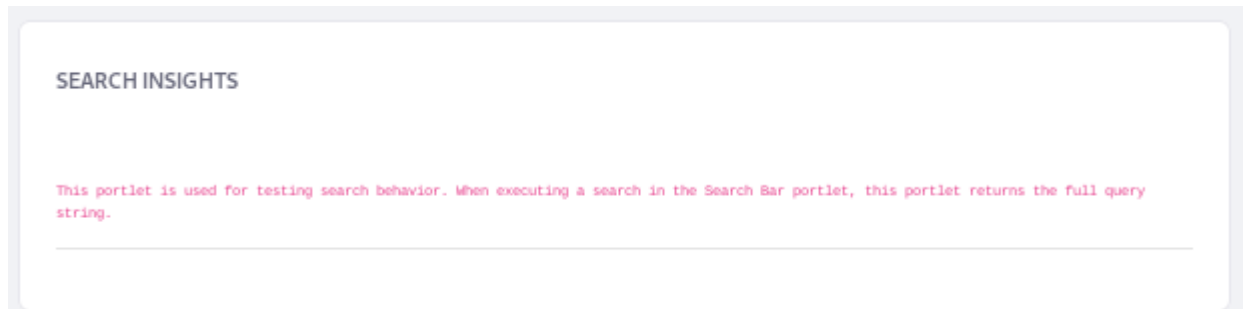 SEARCH INSIGHTS
This portlet is used for testing search behavior. When executing a search in the Search Bar portlet, this portlet returns the full query
string.